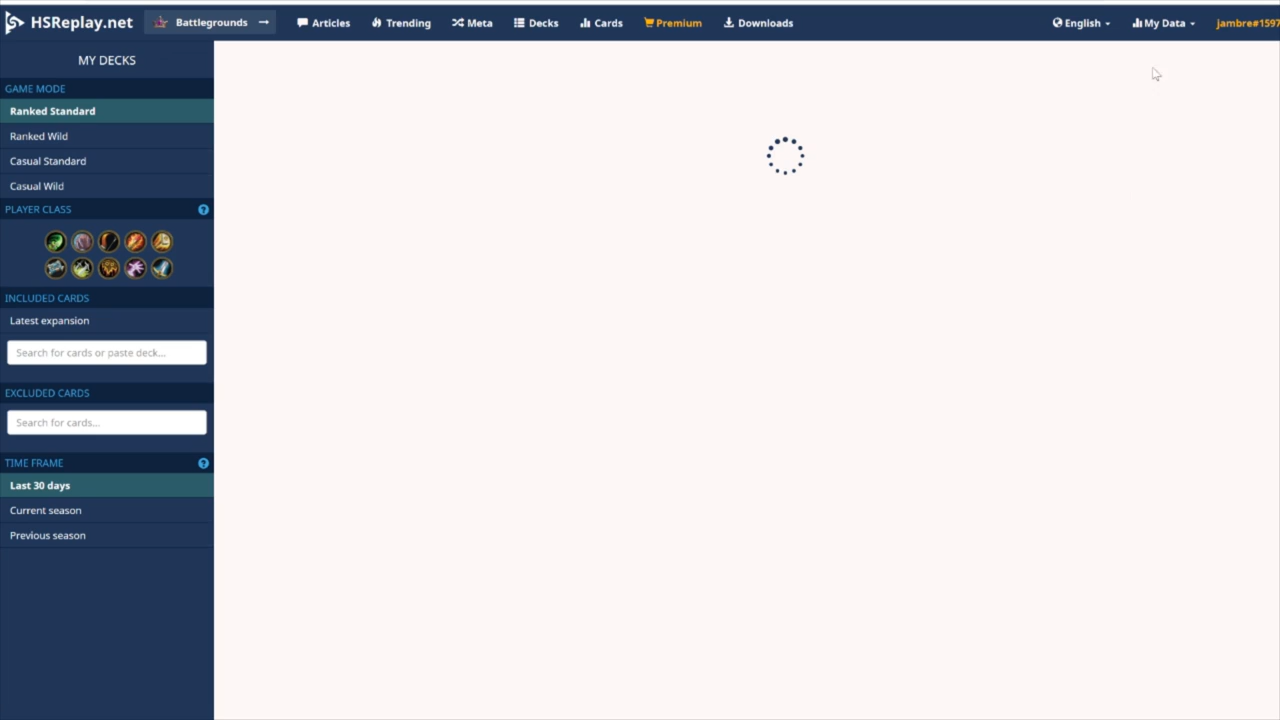 HSReplay.net Battlegrounds → Articles Trending Meta Decks Cards Premium Downloads English My Data jambre#1597
MY DECKS
GAME MODE
Ranked Standard
Ranked Wild
Casual Standard
Casual Wild
PLAYER CLASS ?
INCLUDED CARDS
Latest expansion
Search for cards or paste deck...
EXCLUDED CARDS
Search for cards...
TIME FRAME ?
Last 30 days
Current season
Previous season